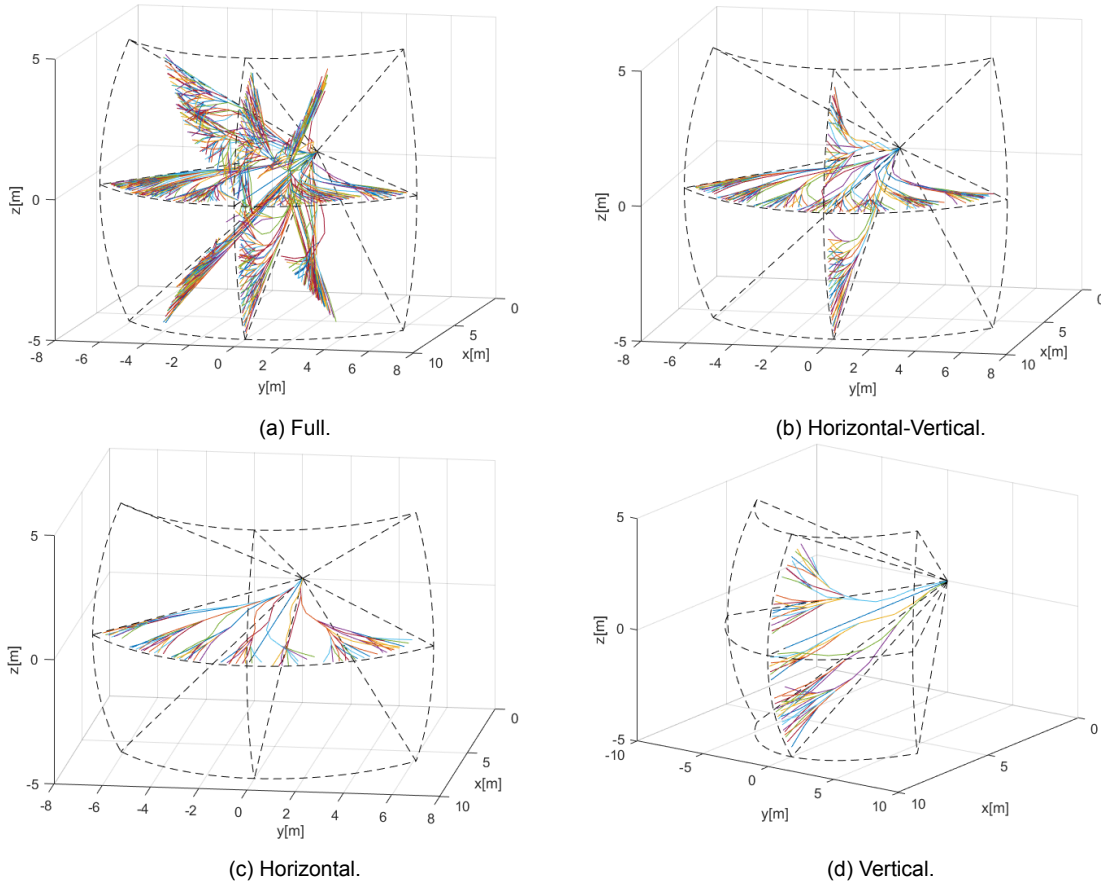 5
0
-5
z[m]
-8 -6 -4 -2 0 2 4 6 8
y[m]
10 5 0
x[m]
(a) Full.
5
0
-5
z[m]
-8 -6 -4 -2 0 2 4 6 8
y[m]
10 5 0
x[m]
(b) Horizontal-Vertical.
5
0
-5
z[m]
-8 -6 -4 -2 0 2 4 6 8
y[m]
10 5 0
x[m]
(c) Horizontal.
5
0
-5
z[m]
-10 -5 0 5 10
y[m]
10 5 0
x[m]
(d) Vertical.